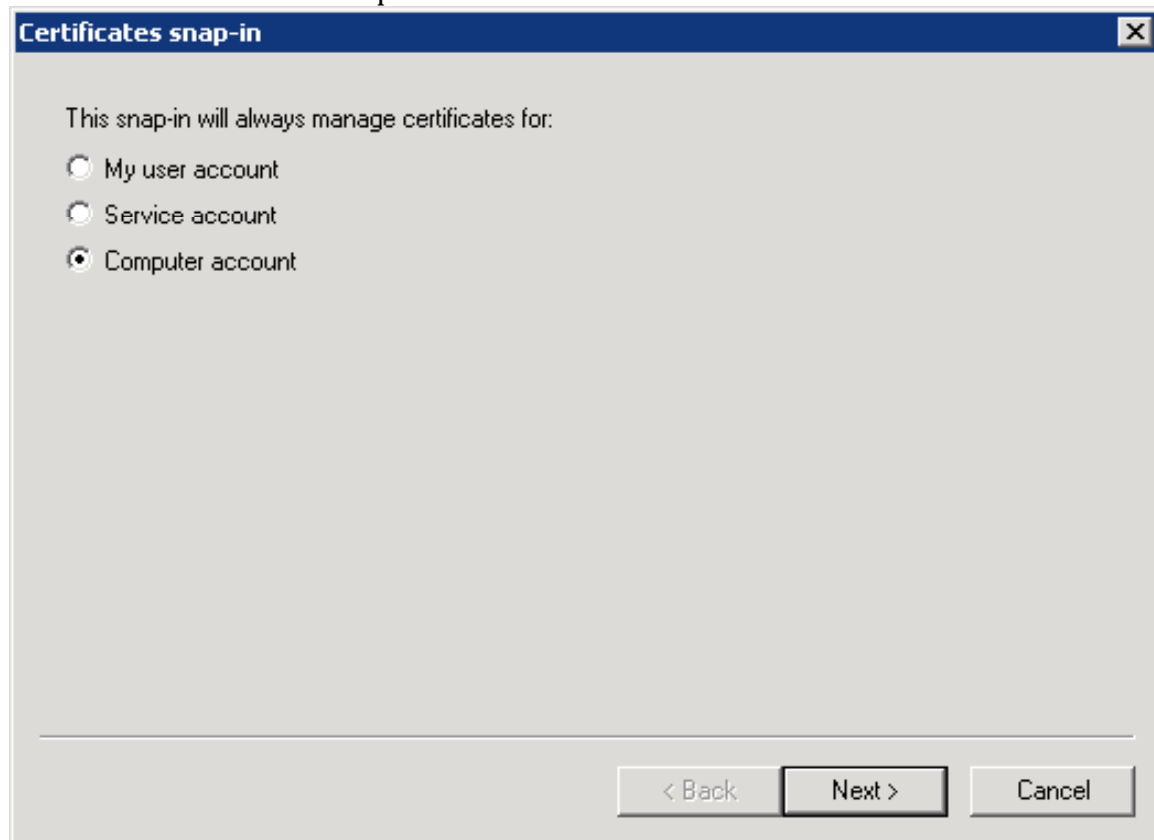 Certificates snap-in
This snap-in will always manage certificates for:
My user account
Service account
Computer account
< Back Next > Cancel